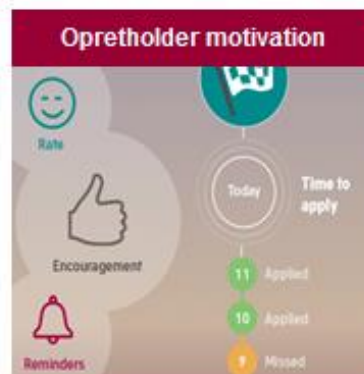 Opretholder motivation
Rate
Today
Time to
apply
Encouragement
11 Applied
10 Applied
9 Missed
Reminders